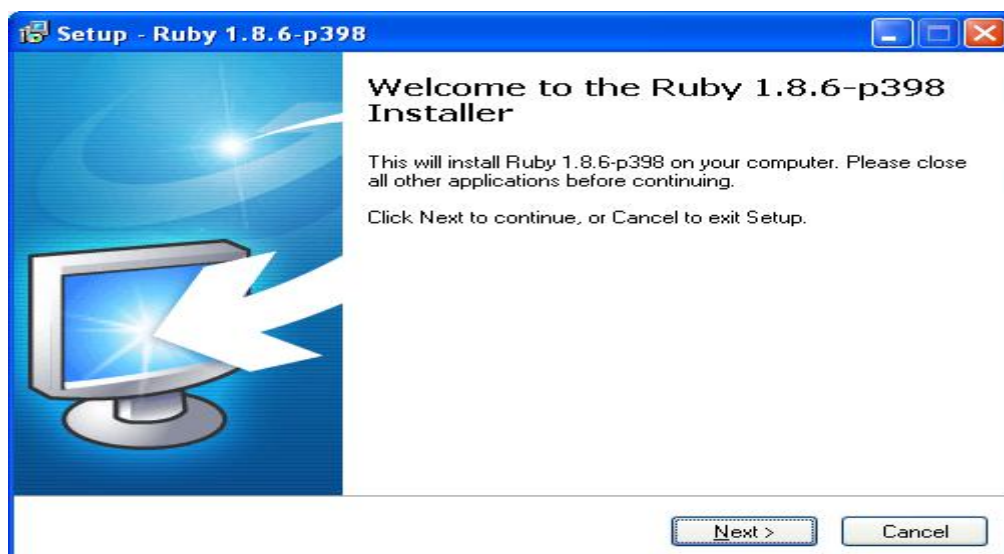 Setup - Ruby 1.8.6-p398
Welcome to the Ruby 1.8.6-p398
Installer
This will install Ruby 1.8.6-p398 on your computer. Please close
all other applications before continuing.
Click Next to continue, or Cancel to exit Setup.
Next >
Cancel